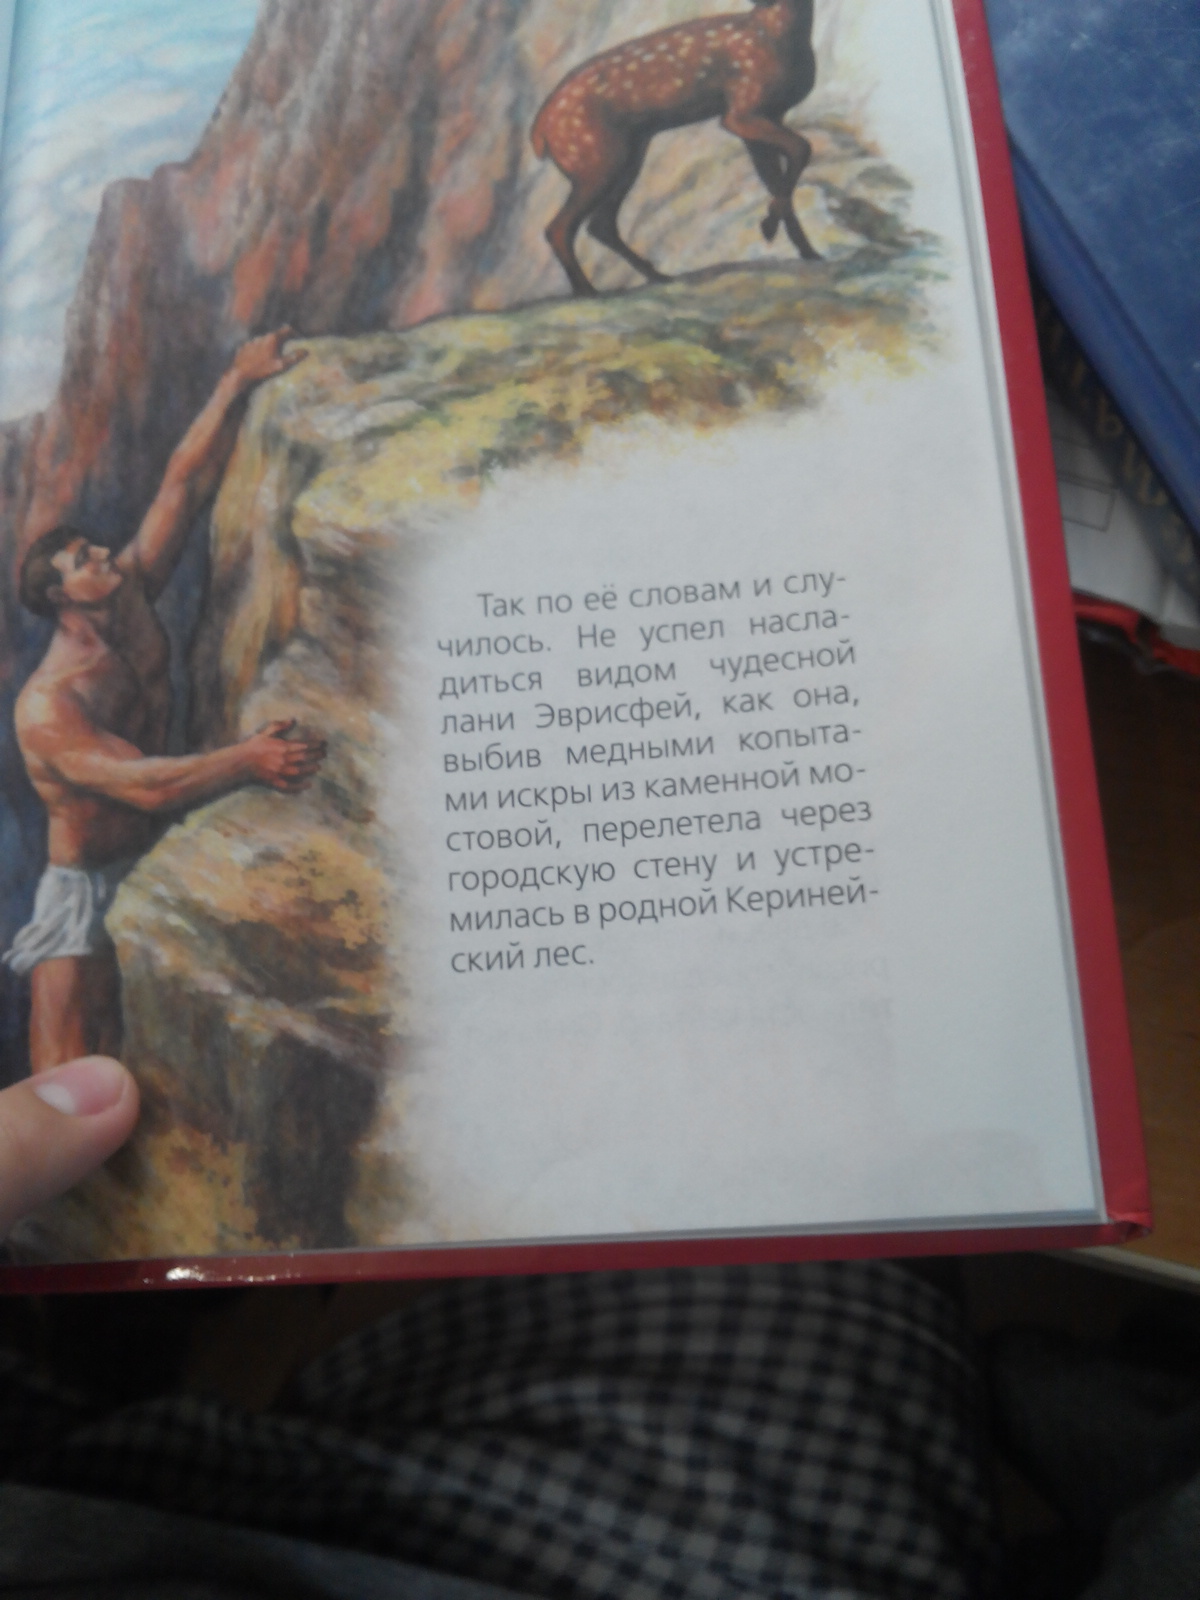 Так по её словам и слу-
чилось. Не успел насла-
диться видом чудесной
лани Эврисфей, как она,
выбив медными копыта-
ми искры из каменной мо-
стовой, перелетела через
городскую стену и устре-
милась в родной Кериней-
ский лес.